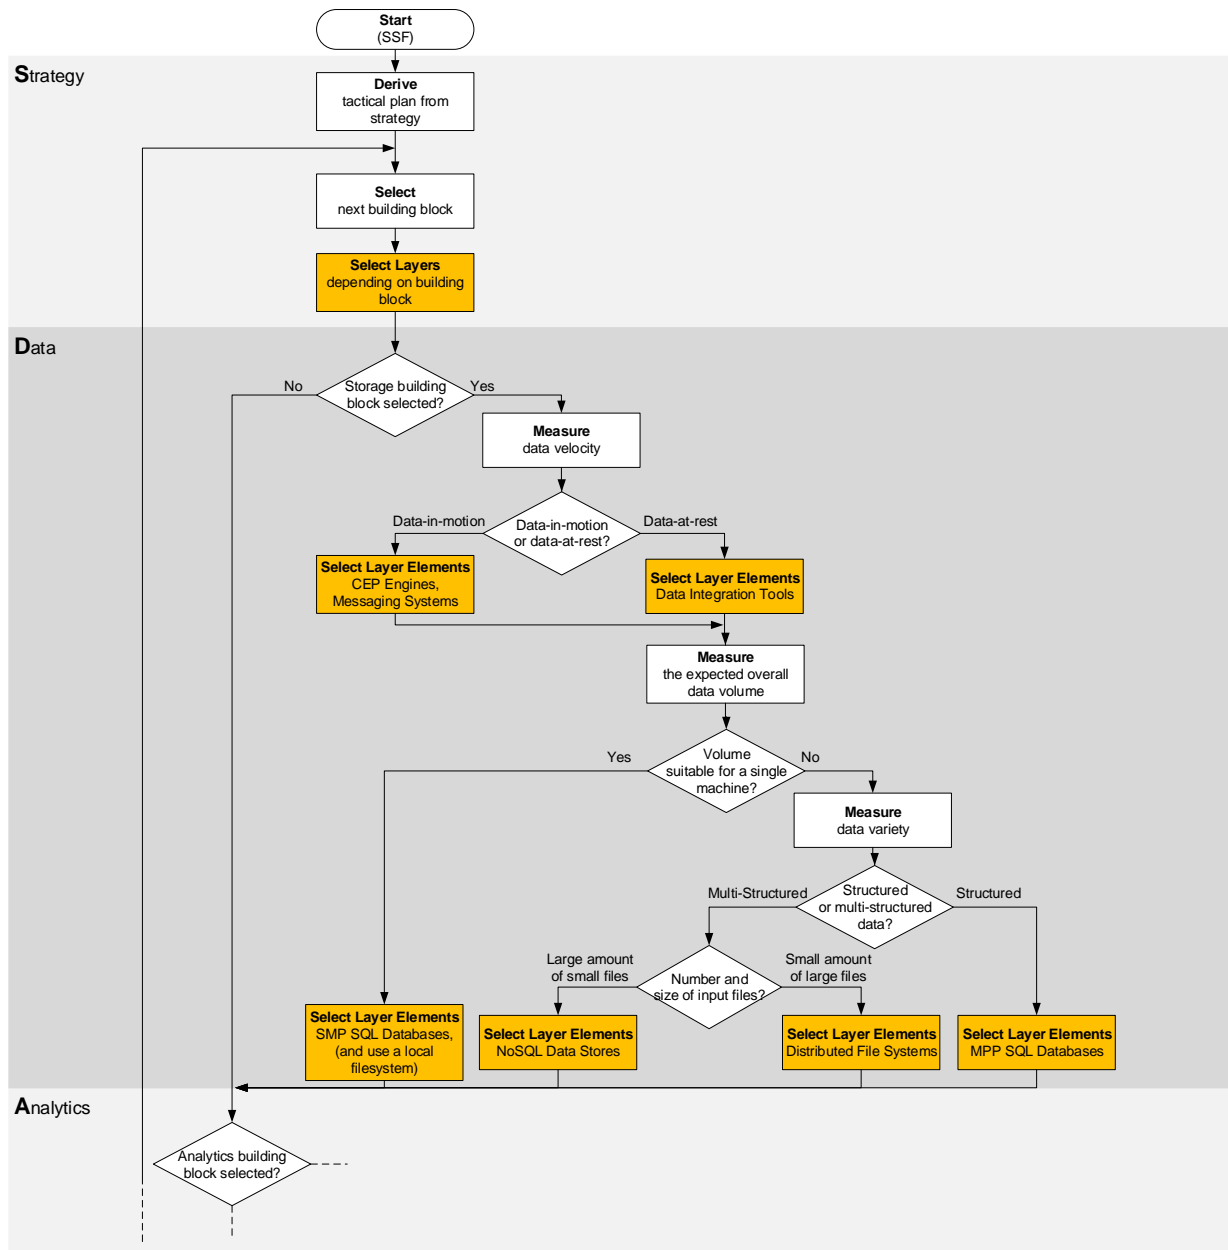 Start
(SSF)
Strategy
Derive
tactical plan from
strategy
Select
next building block
Select Layers
depending on building
block
Data
No
Storage building
block selected?
Yes
Measure
data velocity
Data-in-motion
Data-in-motion
or data-at-rest?
Data-at-rest
Select Layer Elements
CEP Engines,
Messaging Systems
Select Layer Elements
Data Integration Tools
Measure
the expected overall
data volume
Yes
Volume
suitable for a single
machine?
No
Measure
data variety
Multi-Structured
Structured
or multi-structured
data?
Structured
Large amount
of small files
Number and
size of input files?
Small amount
of large files
Select Layer Elements
SMP SQL Databases,
(and use a local
filesystem)
Select Layer Elements
NoSQL Data Stores
Select Layer Elements
Distributed File Systems
Select Layer Elements
MPP SQL Databases
Analytics
Analytics building
block selected?